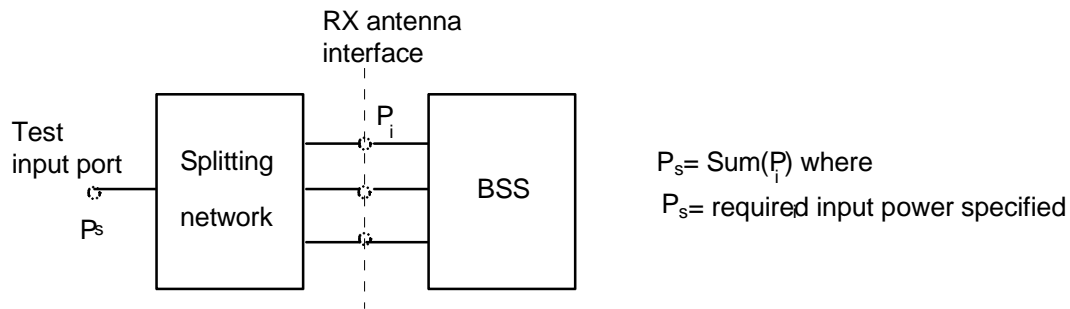 RX antenna
interface
Pi
Test
input port
Splitting
network
BSS
Ps
Ps= Sum(Pi) where
Ps= required input power specified